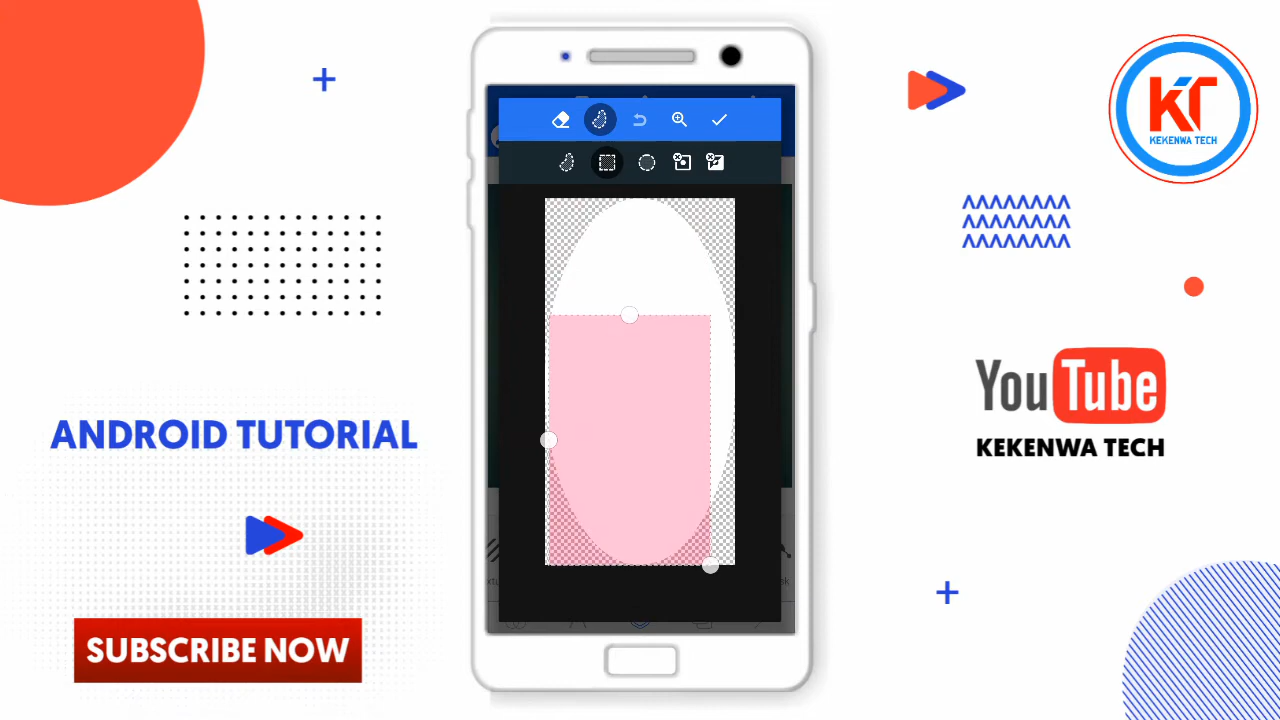 KT
KEKENWA TECH
YouTube
KEKENWA TECH
ANDROID TUTORIAL
SUBSCRIBE NOW